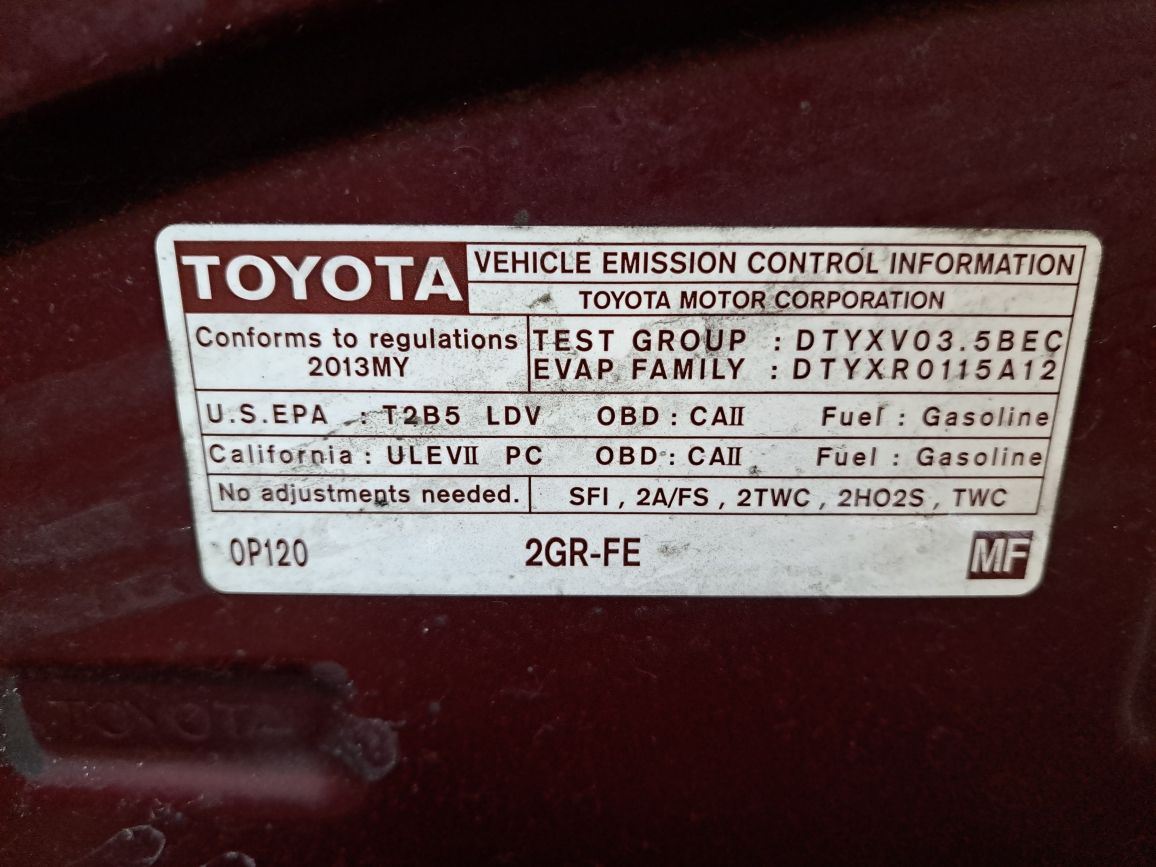 TOYOTA
VEHICLE EMISSION CONTROL INFORMATION
TOYOTA MOTOR CORPORATION
Conforms to regulations
2013MY
TEST GROUP : DTYXV03.5BEC
EVAP FAMILY : DTYXR0115A12
U.S.EPA : T2B5 LDV OBD : CAII Fuel : Gasoline
California : ULEVII PC OBD : CAII Fuel : Gasoline
No adjustments needed.
SFI , 2A/FS , 2TWC , 2HO2S , TWC
0P120
2GR-FE
MF
TOYOTA